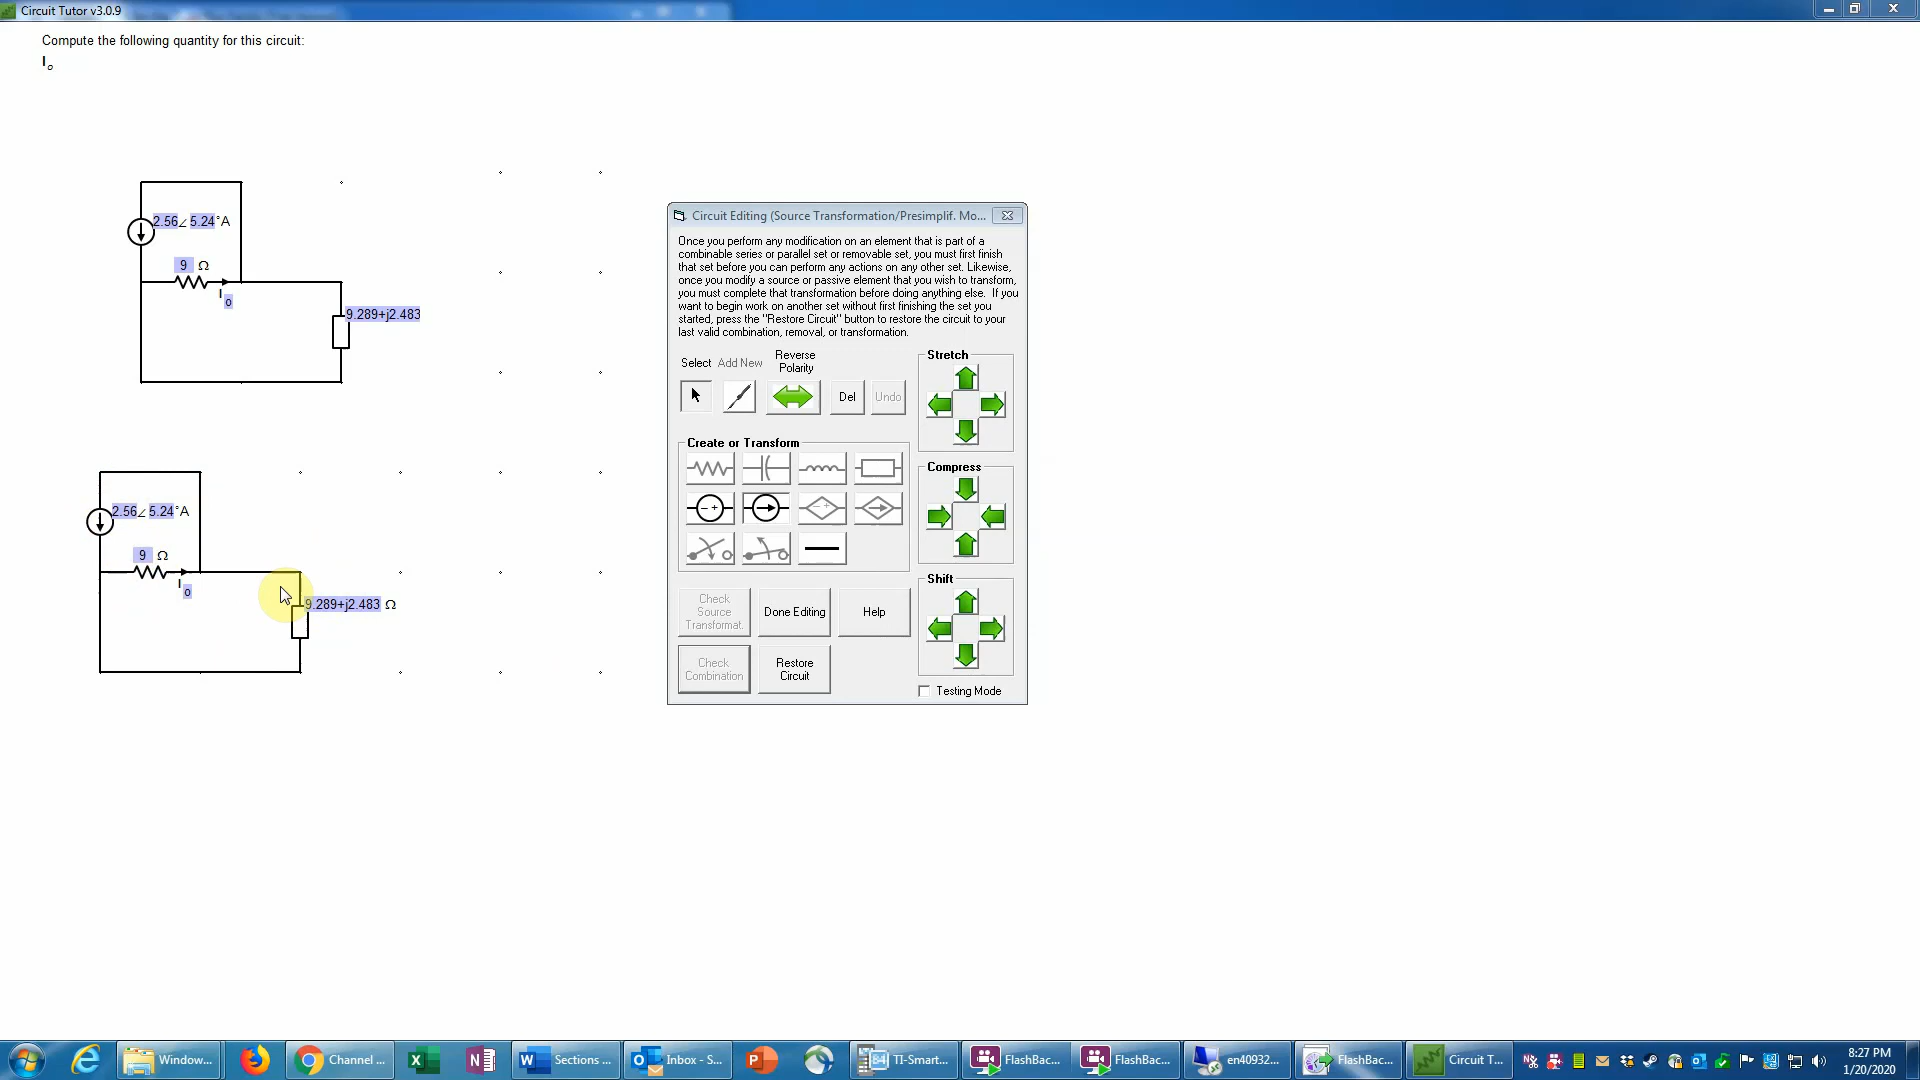 Circuit Tutor v3.0.9
Compute the following quantity for this circuit:
Io
2.56∠ 5.24°A
9 Ω
I o
9.289+j2.483
2.56∠ 5.24°A
9 Ω
I o
9.289+j2.483 Ω
Circuit Editing (Source Transformation/Presimplif. Mo...
Once you perform any modification on an element that is part of a
combinable series or parallel set or removable set, you must first finish
that set before you can perform any actions on any other set. Likewise,
once you modify a source or passive element that you wish to transform,
you must complete that transformation before doing anything else. If you
want to begin work on another set without first finishing the set you
started, press the "Restore Circuit" button to restore the circuit to your
last valid combination, removal, or transformation.
Select
Add New
Reverse
Polarity
Del
Undo
Stretch
Create or Transform
Compress
Shift
Check
Source
Transformat.
Done Editing
Help
Check
Combination
Restore
Circuit
Testing Mode
Window...
Channel ...
Sections ...
Inbox - S...
TI-Smart...
FlashBac...
FlashBac...
en40932...
FlashBac...
Circuit T...
8:27 PM
1/20/2020